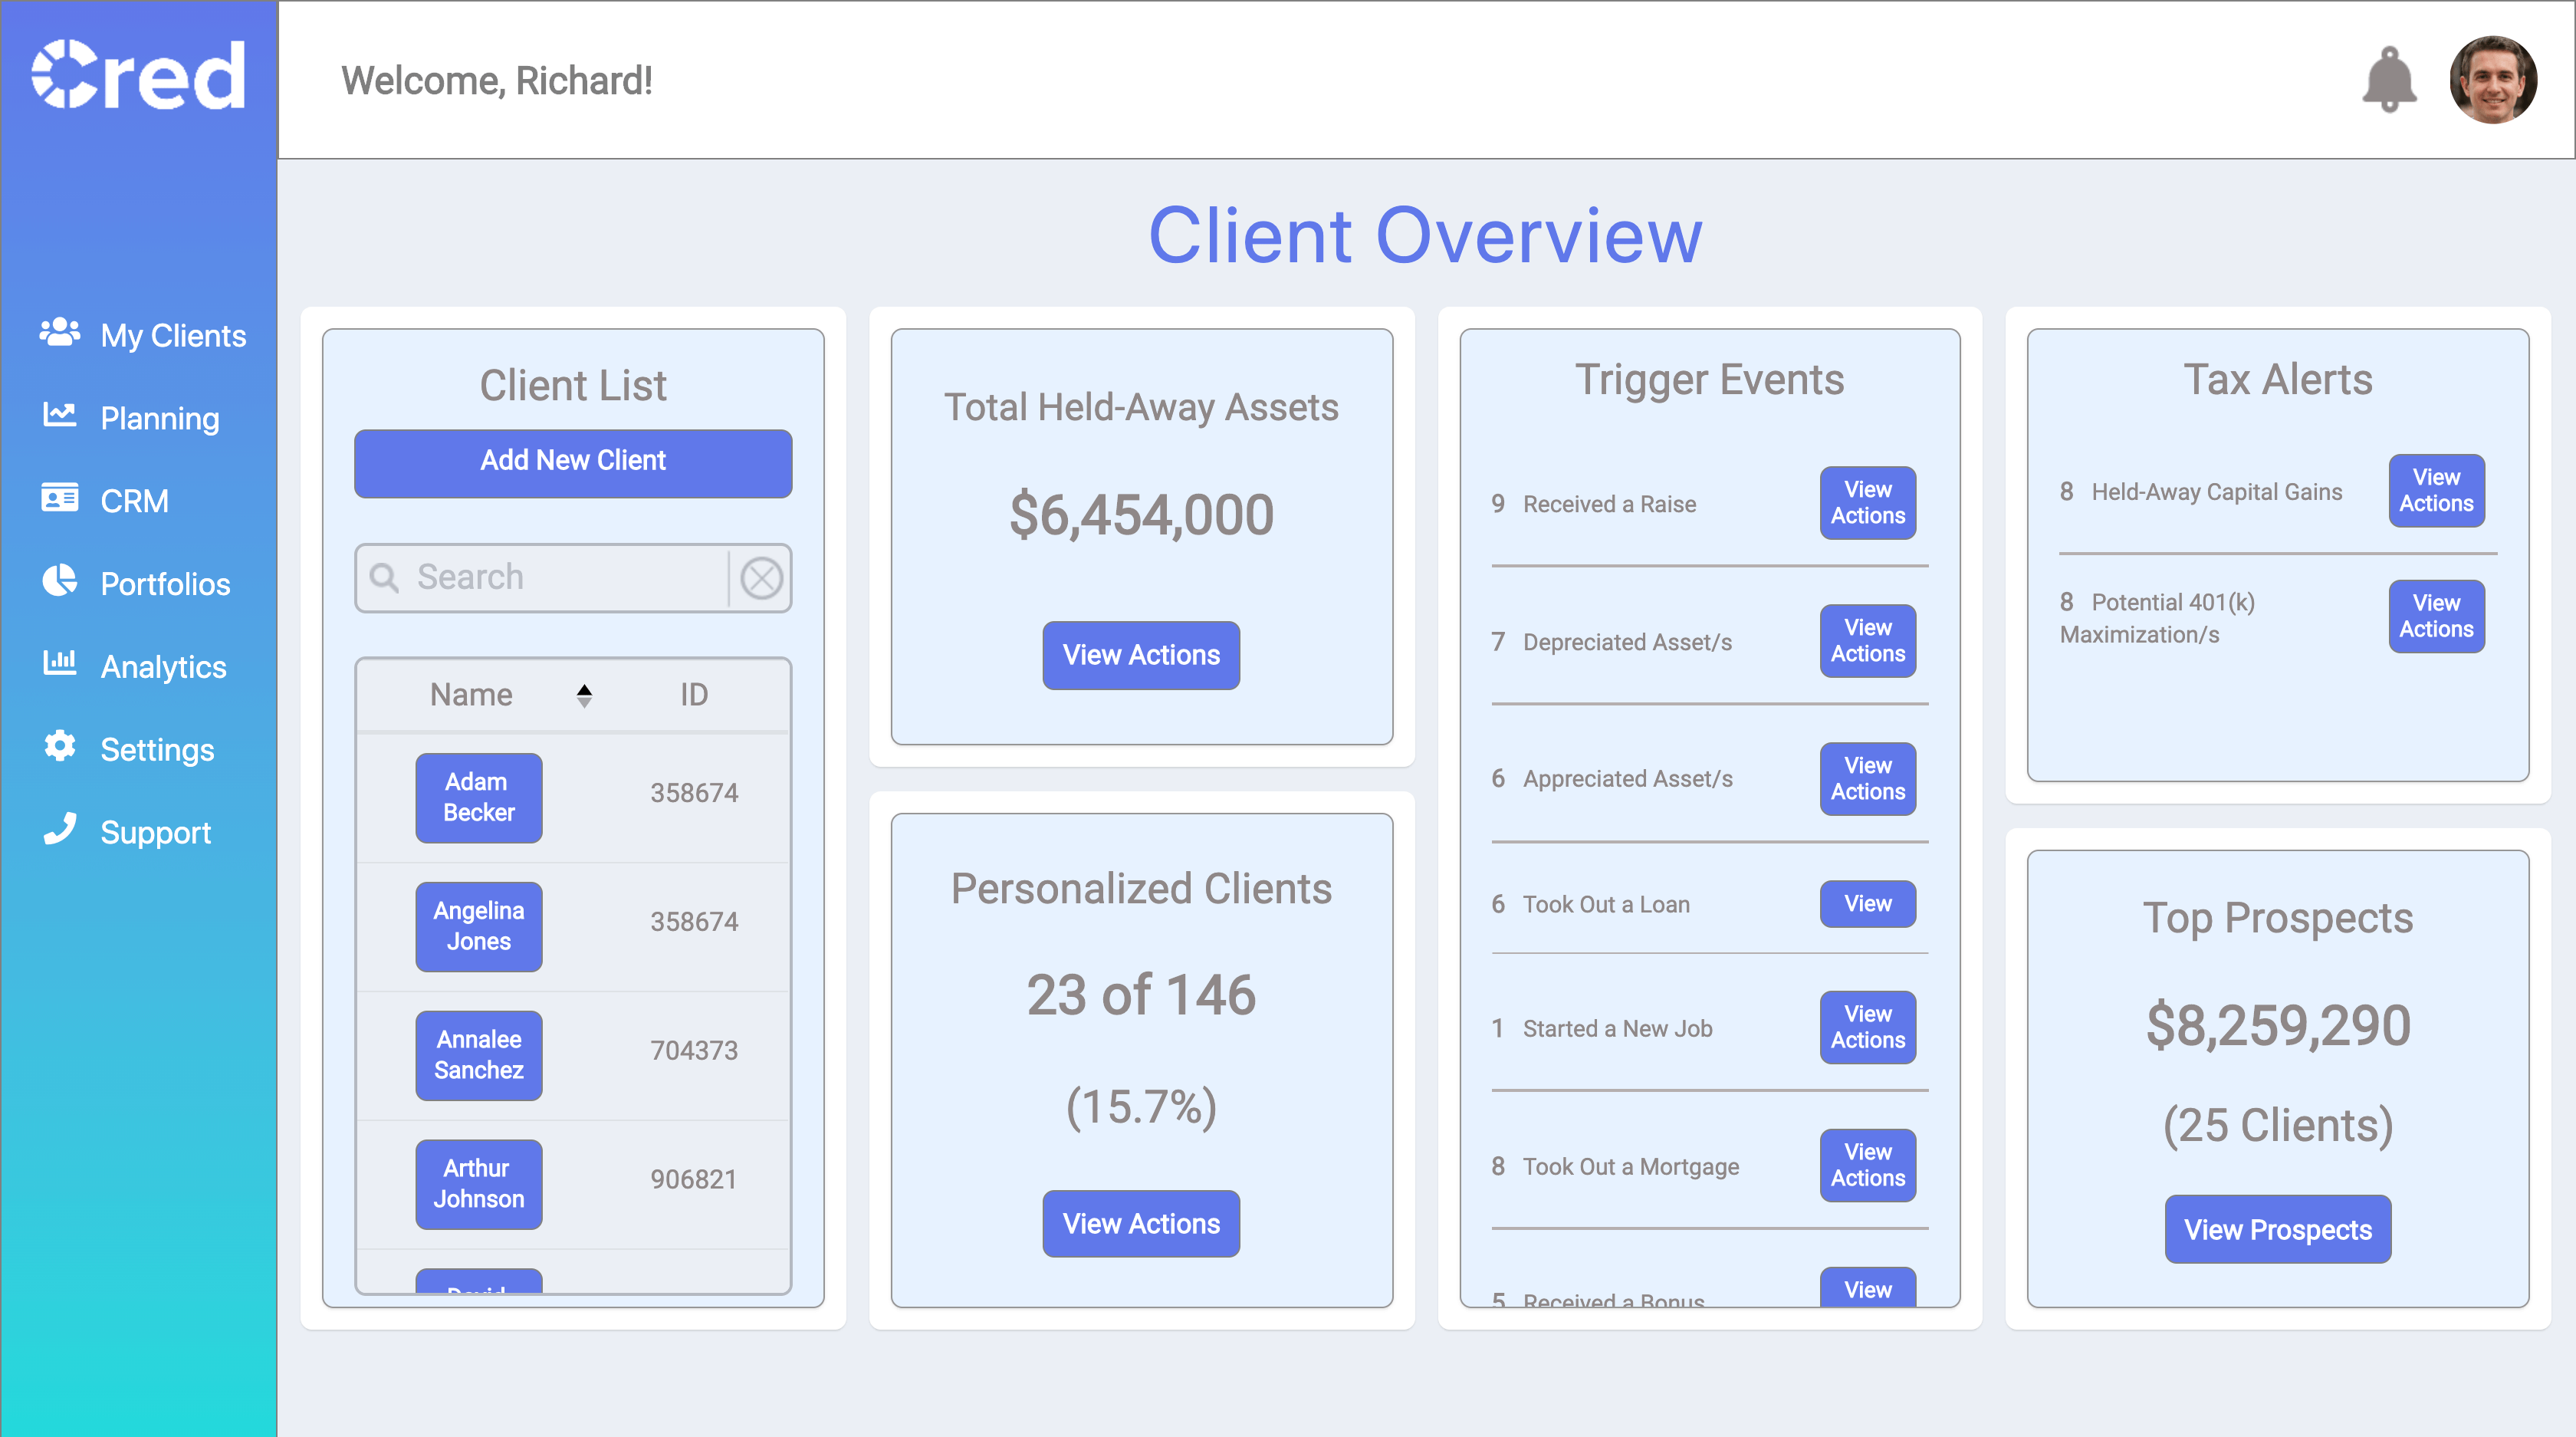 Cred
Welcome, Richard!
My Clients
Planning
CRM
Portfolios
Analytics
Settings
Support
Client Overview
Client List
Add New Client
Search
Name ID
Adam
Becker
358674
Angelina
Jones
358674
Annalee
Sanchez
704373
Arthur
Johnson
906821
David
Total Held-Away Assets
$6,454,000
View Actions
Personalized Clients
23 of 146
(15.7%)
View Actions
Trigger Events
9 Received a Raise
View
Actions
7 Depreciated Asset/s
View
Actions
6 Appreciated Asset/s
View
Actions
6 Took Out a Loan
View
1 Started a New Job
View
Actions
8 Took Out a Mortgage
View
Actions
5 Received a Bonus
View
Tax Alerts
8 Held-Away Capital Gains
View
Actions
8 Potential 401(k)
Maximization/s
View
Actions
Top Prospects
$8,259,290
(25 Clients)
View Prospects